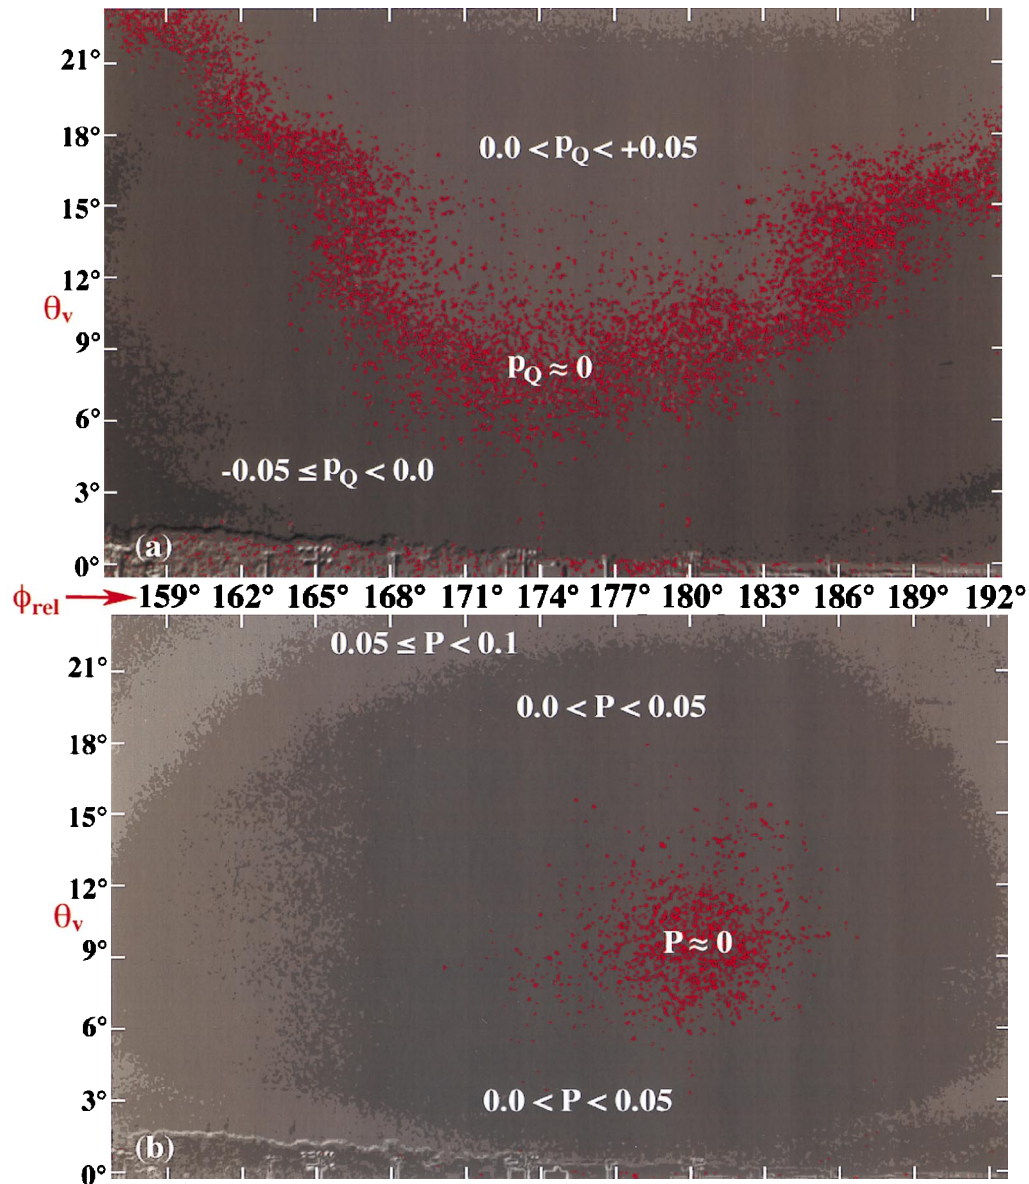 21°
18°
0.0 < pQ < +0.05
15°
12°
θv
9°
pQ ≈ 0
6°
-0.05 ≤ pQ < 0.0
3°
(a)
0°
ϕrel 159° 162° 165° 168° 171° 174° 177° 180° 183° 186° 189° 192°
0.05 ≤ P < 0.1
21°
0.0 < P < 0.05
18°
15°
12°
θv
9°
P ≈ 0
6°
3°
0.0 < P < 0.05
(b)
0°